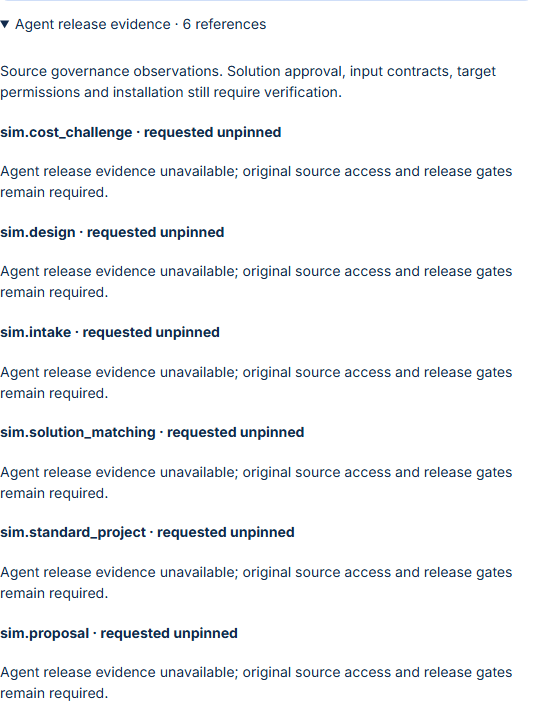 ▼ Agent release evidence · 6 references
Source governance observations. Solution approval, input contracts, target
permissions and installation still require verification.
sim.cost_challenge · requested unpinned
Agent release evidence unavailable; original source access and release gates
remain required.
sim.design · requested unpinned
Agent release evidence unavailable; original source access and release gates
remain required.
sim.intake · requested unpinned
Agent release evidence unavailable; original source access and release gates
remain required.
sim.solution_matching · requested unpinned
Agent release evidence unavailable; original source access and release gates
remain required.
sim.standard_project · requested unpinned
Agent release evidence unavailable; original source access and release gates
remain required.
sim.proposal · requested unpinned
Agent release evidence unavailable; original source access and release gates
remain required.